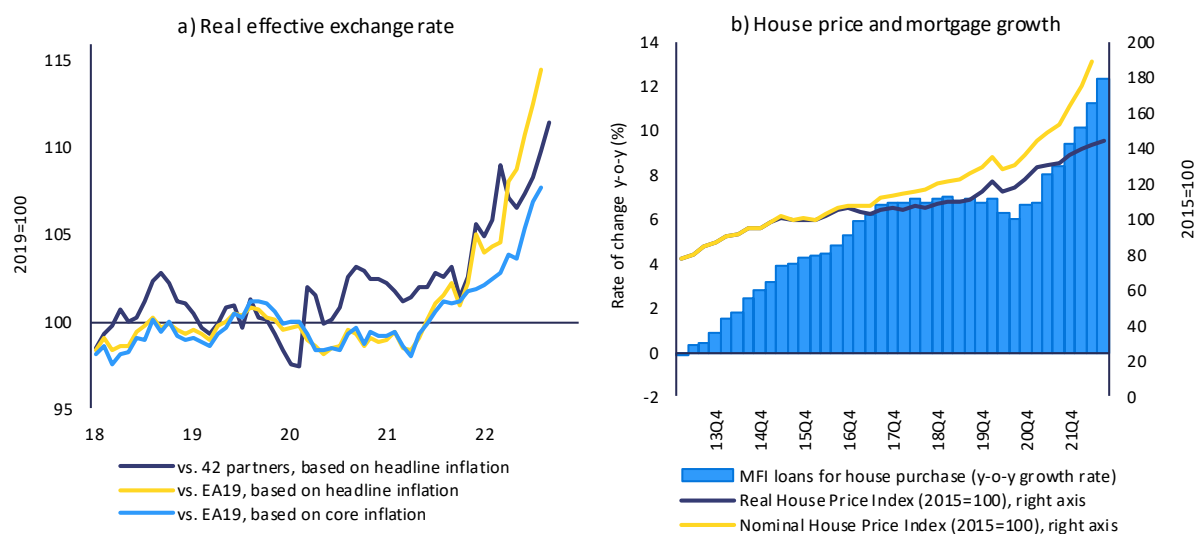 a) Real effective exchange rate
2019=100
115
110
105
100
95
18 19 20 21 22
vs. 42 partners, based on headline inflation
vs. EA19, based on headline inflation
vs. EA19, based on core inflation
b) House price and mortgage growth
Rate of change y-o-y (%)
14
12
10
8
6
4
2
0
-2
200
180
160
140
120
100
80
60
40
20
0
2015=100
13Q4 14Q4 15Q4 16Q4 17Q4 18Q4 19Q4 20Q4 21Q4
MFI loans for house purchase (y-o-y growth rate)
Real House Price Index (2015=100), right axis
Nominal House Price Index (2015=100), right axis